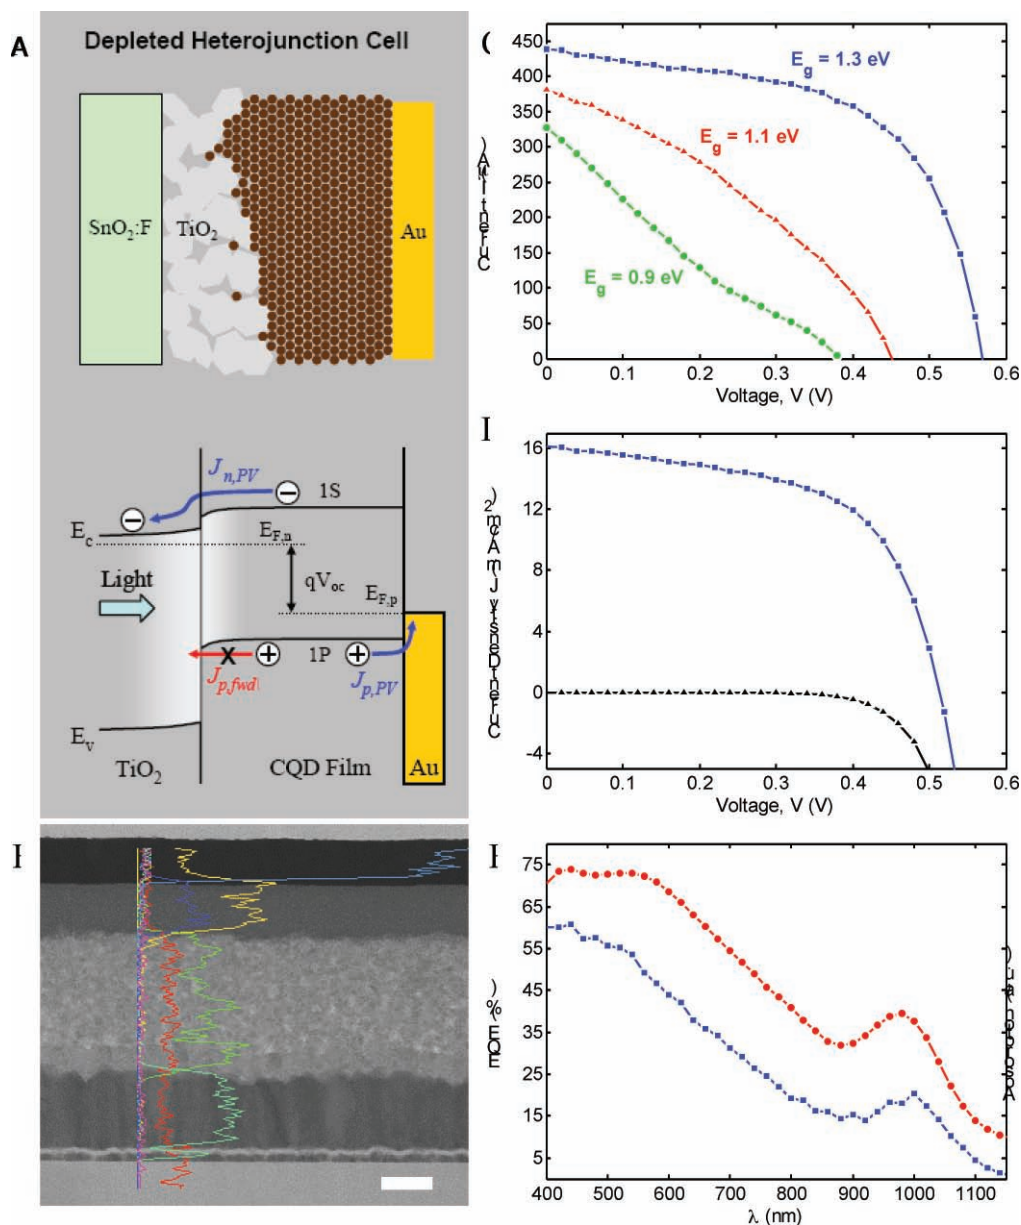 A
Depleted Heterojunction Cell
SnO2:F
TiO2
Au
Jn,PV
1S
Ec
EF,n
Light
qVoc
EF,p
1P
Jp,fwd
Jp,PV
Ev
TiO2
CQD Film
Au
450
400
350
300
250
200
150
100
50
0
Eg = 1.3 eV
Eg = 1.1 eV
Eg = 0.9 eV
0
0.1
0.2
0.3
0.4
0.5
0.6
Voltage, V (V)
16
12
8
4
0
−4
0
0.1
0.2
0.3
0.4
0.5
0.6
Voltage, V (V)
75
65
55
45
35
25
15
5
400
500
600
700
800
900
1000
1100
λ (nm)